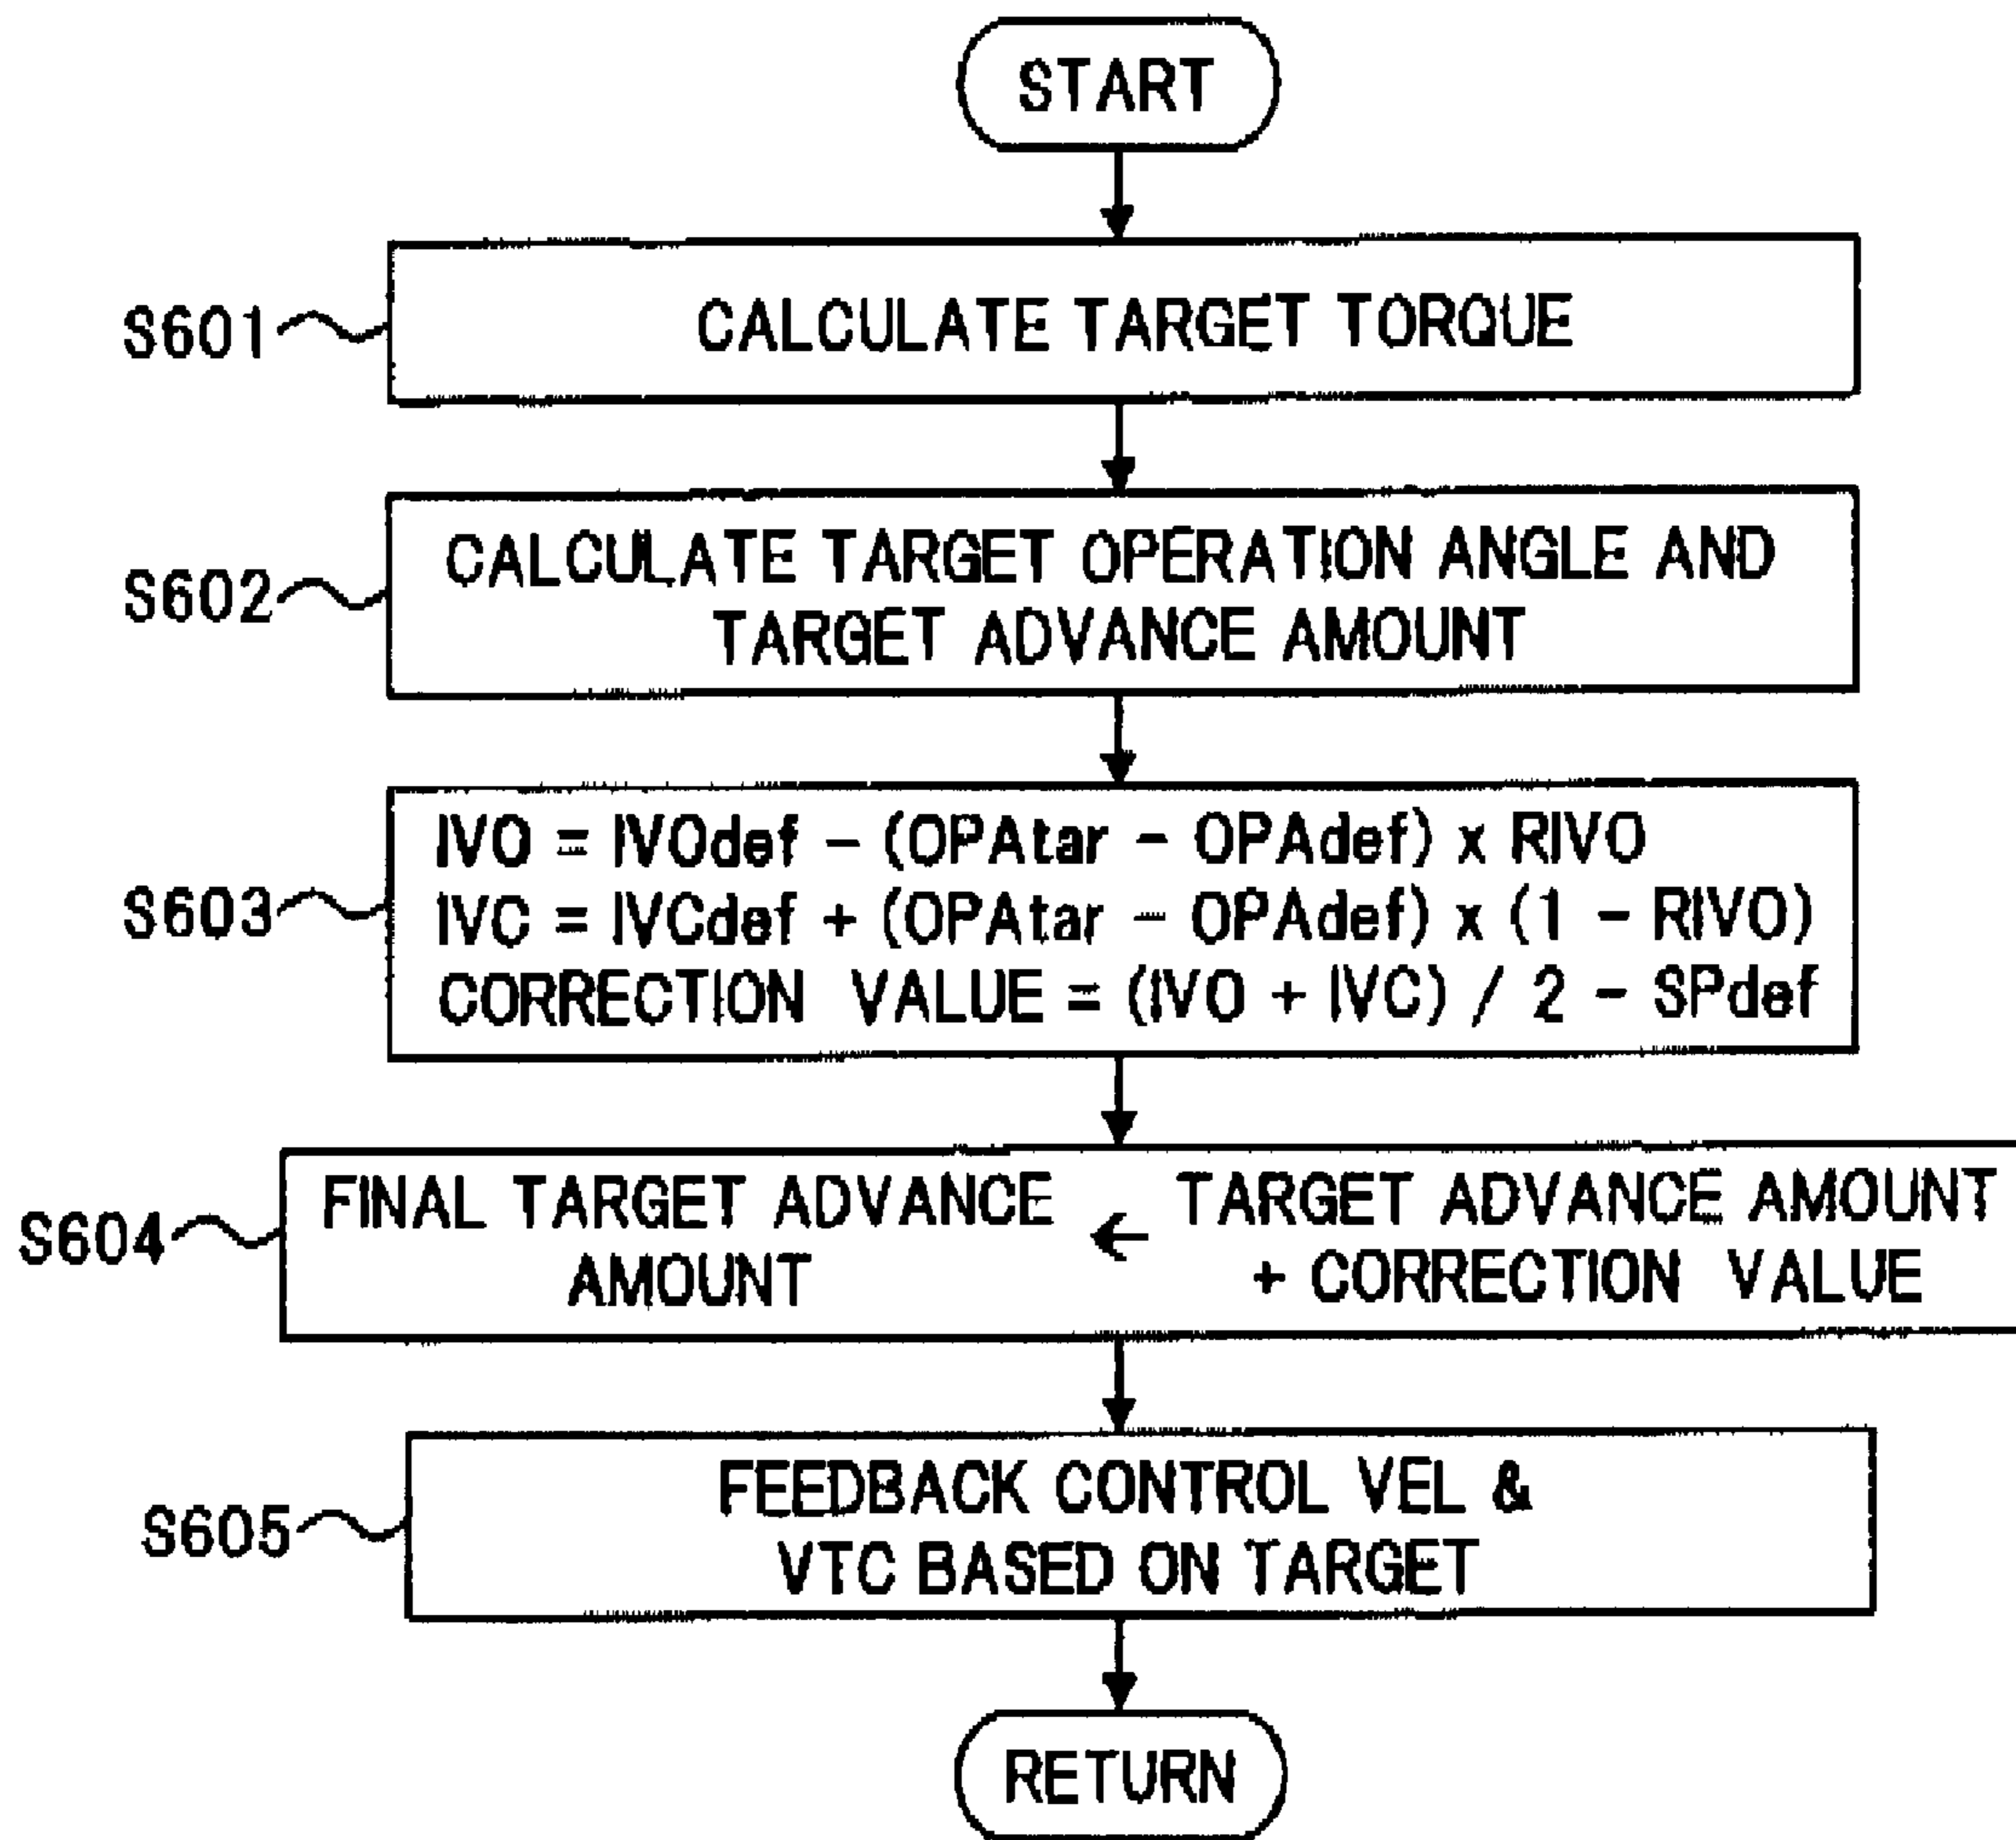 START
S601
CALCULATE TARGET TORQUE
S602
CALCULATE TARGET OPERATION ANGLE AND
TARGET ADVANCE AMOUNT
S603
IVO = IVOdef - (OPAtar - OPAdef) x RIVO
IVC = IVCdef + (OPAtar - OPAdef) x (1 - RIVO)
CORRECTION VALUE = (IVO + IVC) / 2 - SPdef
S604
FINAL TARGET ADVANCE
AMOUNT
←
TARGET ADVANCE AMOUNT
+ CORRECTION VALUE
S605
FEEDBACK CONTROL VEL &
VTC BASED ON TARGET
RETURN